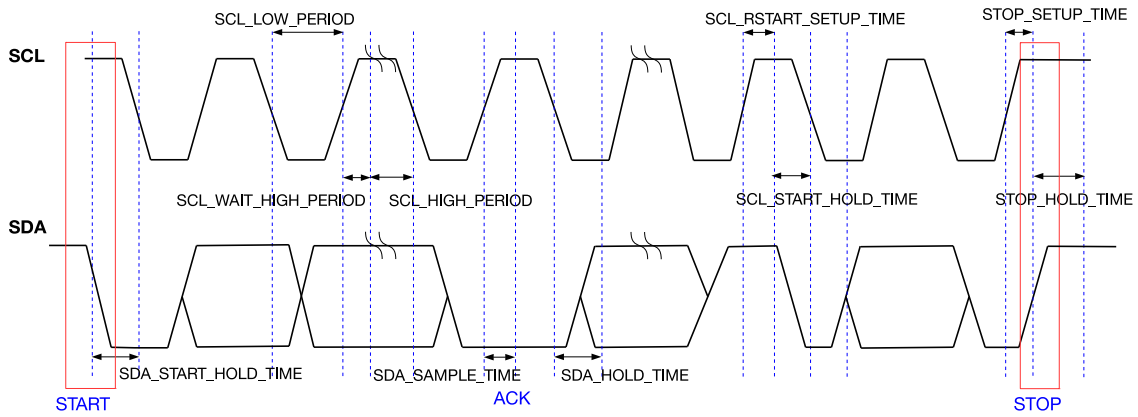 SCL_LOW_PERIOD
SCL_RSTART_SETUP_TIME
STOP_SETUP_TIME
SCL
SCL_WAIT_HIGH_PERIOD
SCL_HIGH_PERIOD
SCL_START_HOLD_TIME
STOP_HOLD_TIME
SDA
SDA_START_HOLD_TIME
SDA_SAMPLE_TIME
SDA_HOLD_TIME
START
ACK
STOP